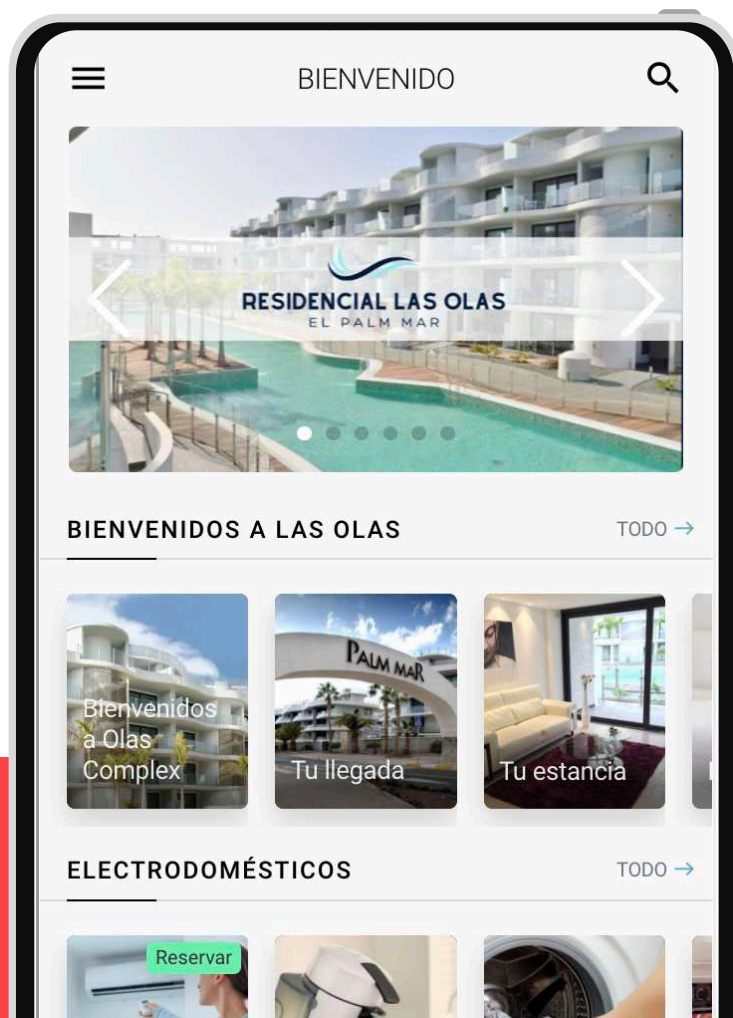 BIENVENIDO
RESIDENCIAL LAS OLAS
EL PALM MAR
BIENVENIDOS A LAS OLAS
TODO →
Bienvenidos
a Olas
Complex
PALM MAR
Tu llegada
Tu estancia
ELECTRODOMÉSTICOS
TODO →
Reservar